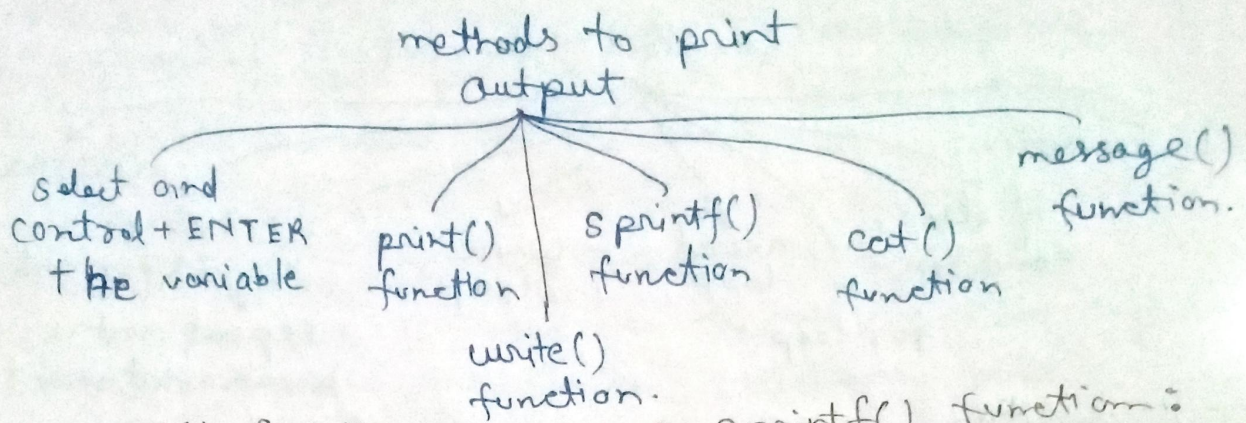 methods to print
output
select and
control + ENTER
the variable
print()
function
write()
function.
sprintf()
function
cat()
function
message()
function.
function: